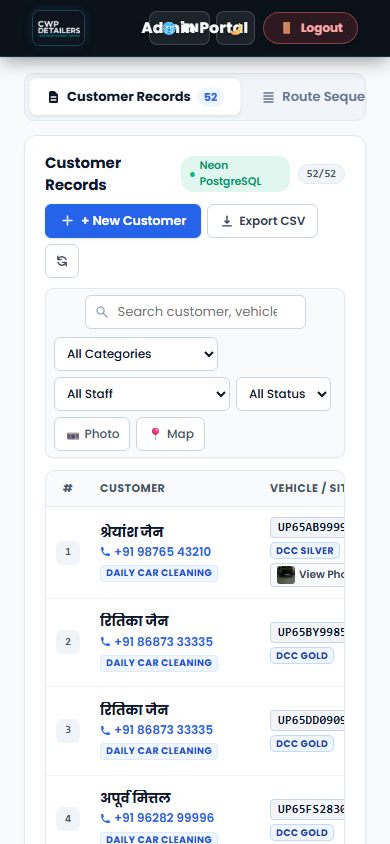 CWP
DETAILERS
Admin Portal
Logout
Customer Records 52
Route Seque
Customer
Records
Neon
PostgreSQL
52/52
+ + New Customer
Export CSV
Search customer, vehicle
All Categories
All Staff
All Status
Photo
Map
# CUSTOMER VEHICLE / SIT
1
श्रेयांश जैन
+91 98765 43210
DAILY CAR CLEANING
UP65AB9999
DCC SILVER
View Pho
2
रितिका जैन
+91 86873 33335
DAILY CAR CLEANING
UP65BY9985
DCC GOLD
3
रितिका जैन
+91 86873 33335
DAILY CAR CLEANING
UP65DD0909
DCC GOLD
4
अपूर्व मित्तल
+91 96282 99996
DAILY CAR CLEANING
UP65FS2830
DCC GOLD